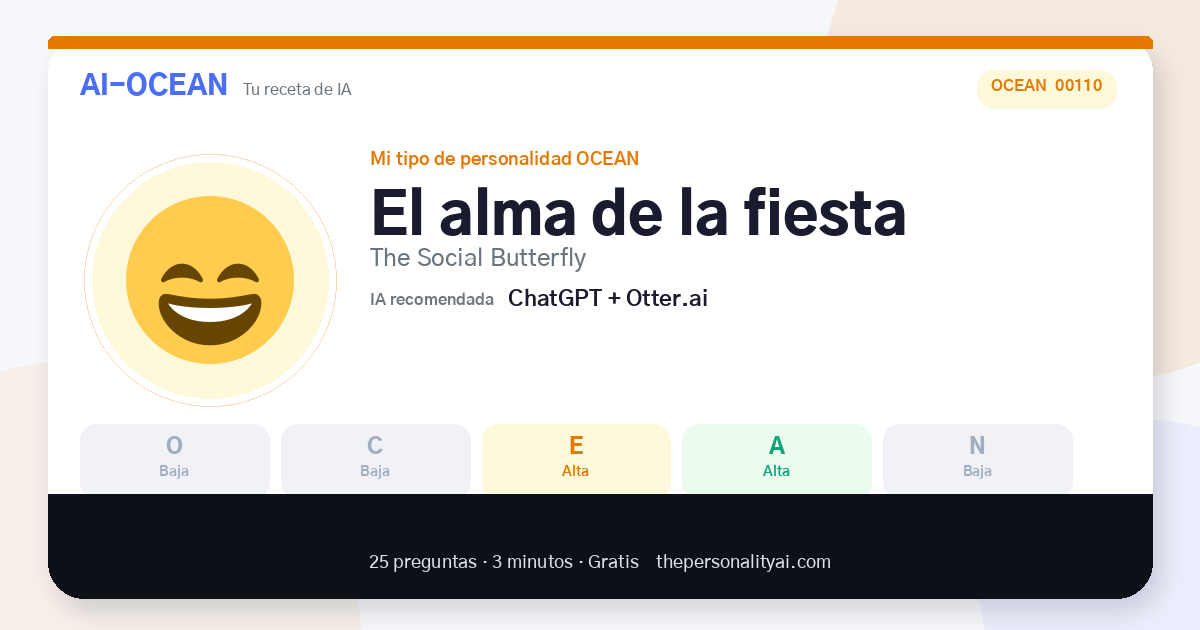 AI-OCEAN Tu receta de IA
OCEAN 00110
Mi tipo de personalidad OCEAN
El alma de la fiesta
The Social Butterfly
IA recomendada ChatGPT + Otter.ai
O
Baja
C
Baja
E
Alta
A
Alta
N
Baja
25 preguntas · 3 minutos · Gratis thepersonalityai.com